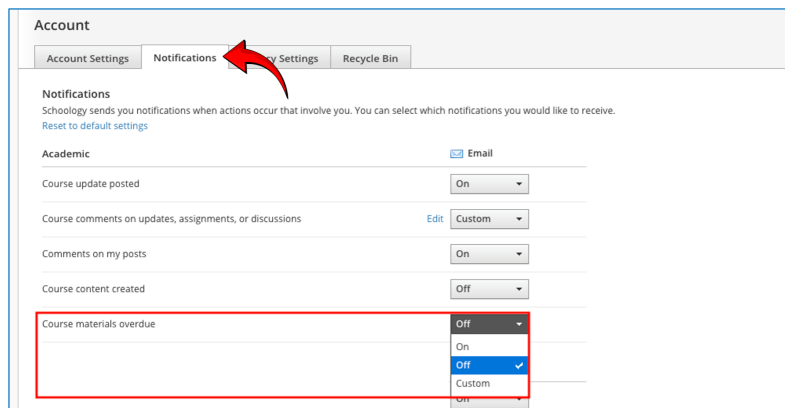 Account
Account Settings Notifications cy Settings Recycle Bin
Notifications
Schoology sends you notifications when actions occur that involve you. You can select which notifications you would like to receive.
Reset to default settings
Academic Email
Course update posted On
Course comments on updates, assignments, or discussions Edit Custom
Comments on my posts On
Course content created Off
Course materials overdue Off
On
Off
Custom
On